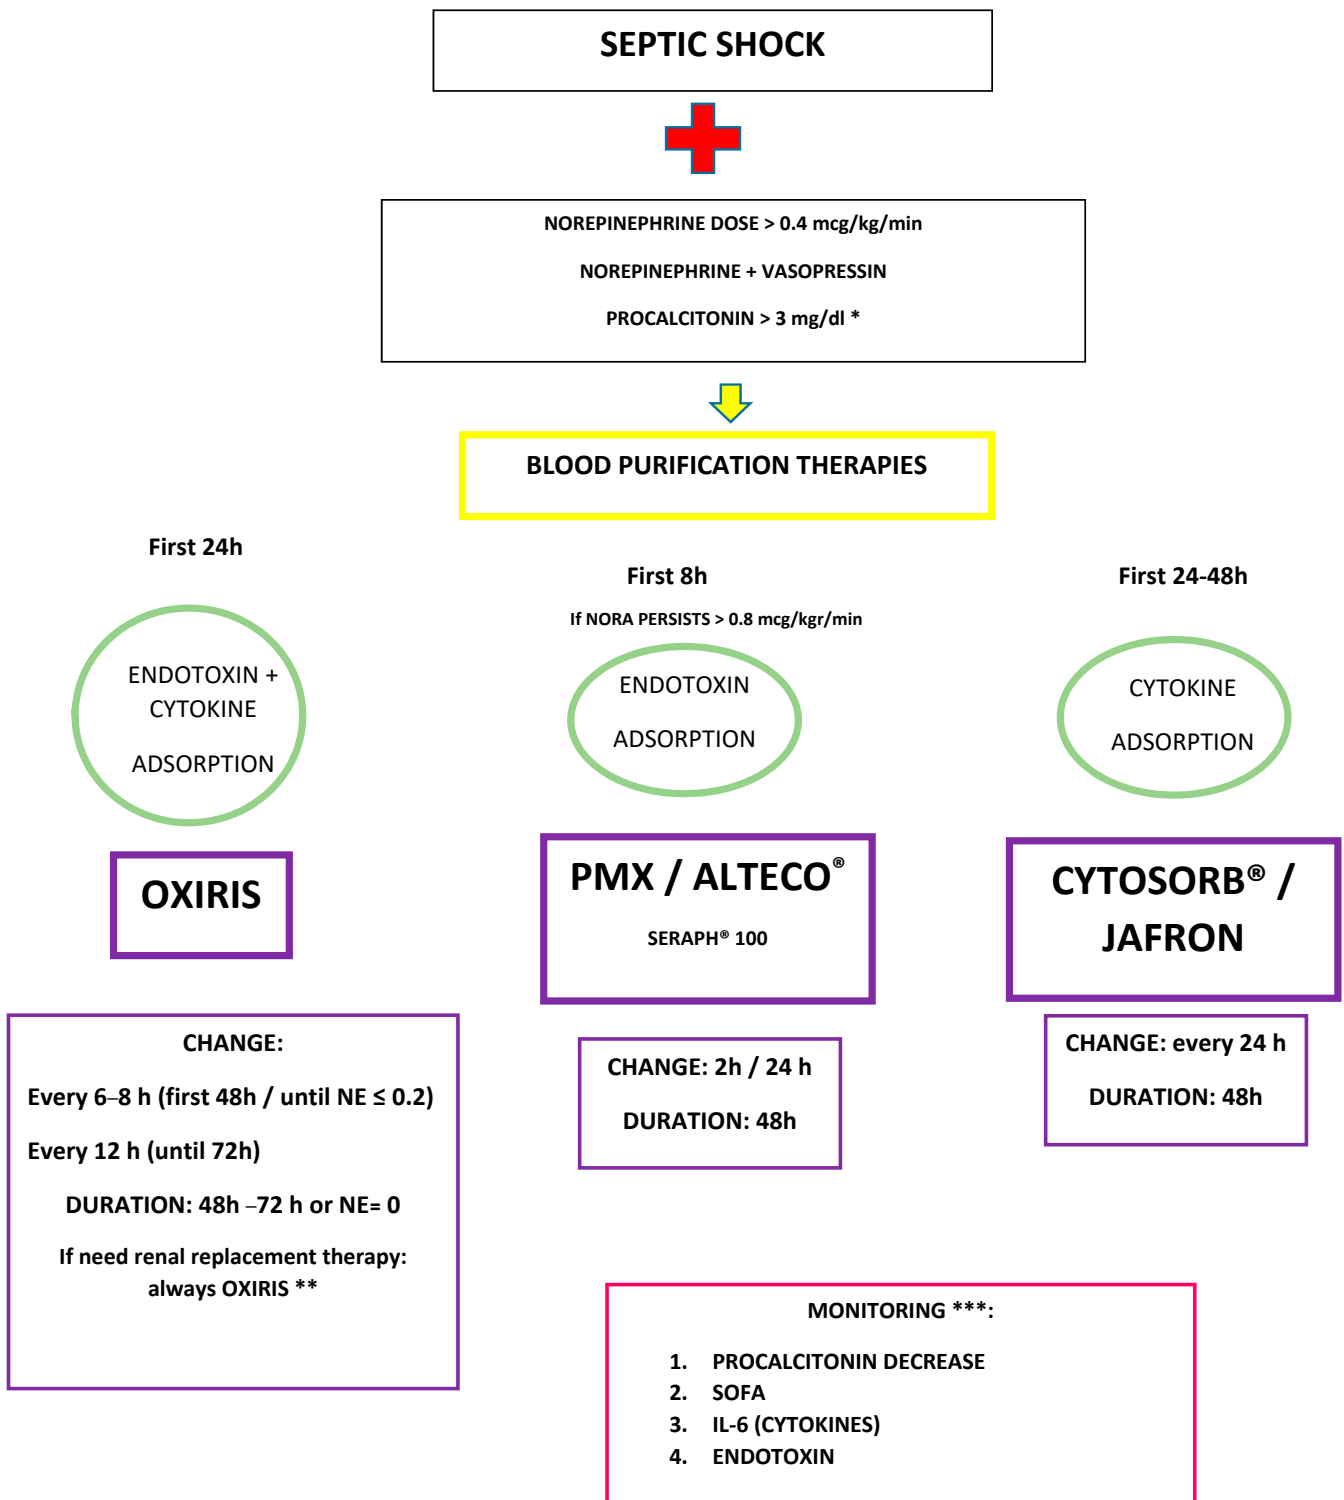 SEPTIC SHOCK
NOREPINEPHRINE DOSE > 0.4 mcg/kg/min
NOREPINEPHRINE + VASOPRESSIN
PROCALCITONIN > 3 mg/dl *
BLOOD PURIFICATION THERAPIES
First 24h
ENDOTOXIN +
CYTOKINE
ADSORPTION
OXIRIS
CHANGE:
Every 6–8 h (first 48h / until NE ≤ 0.2)
Every 12 h (until 72h)
DURATION: 48h –72 h or NE= 0
If need renal replacement therapy:
always OXIRIS **
First 8h
If NORA PERSISTS > 0.8 mcg/kgr/min
ENDOTOXIN
ADSORPTION
PMX / ALTECO®
SERAPH® 100
CHANGE: 2h / 24 h
DURATION: 48h
First 24-48h
CYTOKINE
ADSORPTION
CYTOSORB® /
JAFRON
CHANGE: every 24 h
DURATION: 48h
MONITORING ***:
1. PROCALCITONIN DECREASE
2. SOFA
3. IL-6 (CYTOKINES)
4. ENDOTOXIN